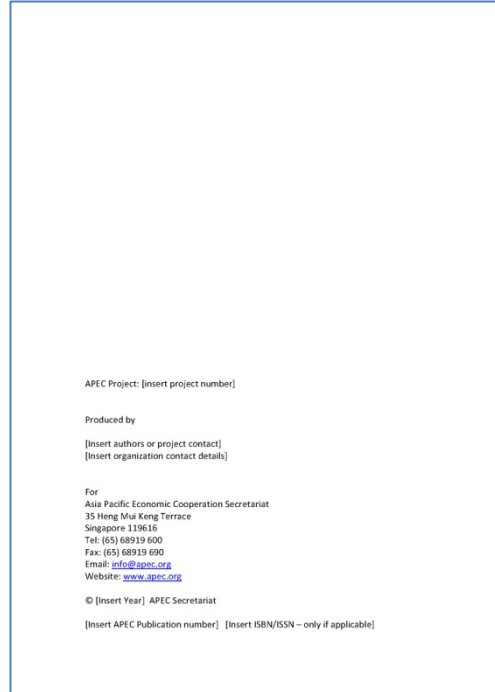 APEC Project: [insert project number]
Produced by
[Insert authors or project contact]
[Insert organization contact details]
For
Asia Pacific Economic Cooperation Secretariat
35 Heng Mui Keng Terrace
Singapore 119616
Tel: (65) 68919 600
Fax: (65) 68919 690
Email: info@apec.org
Website: www.apec.org
© [Insert Year]  APEC Secretariat
[Insert APEC Publication number]   [Insert ISBN/ISSN – only if applicable]